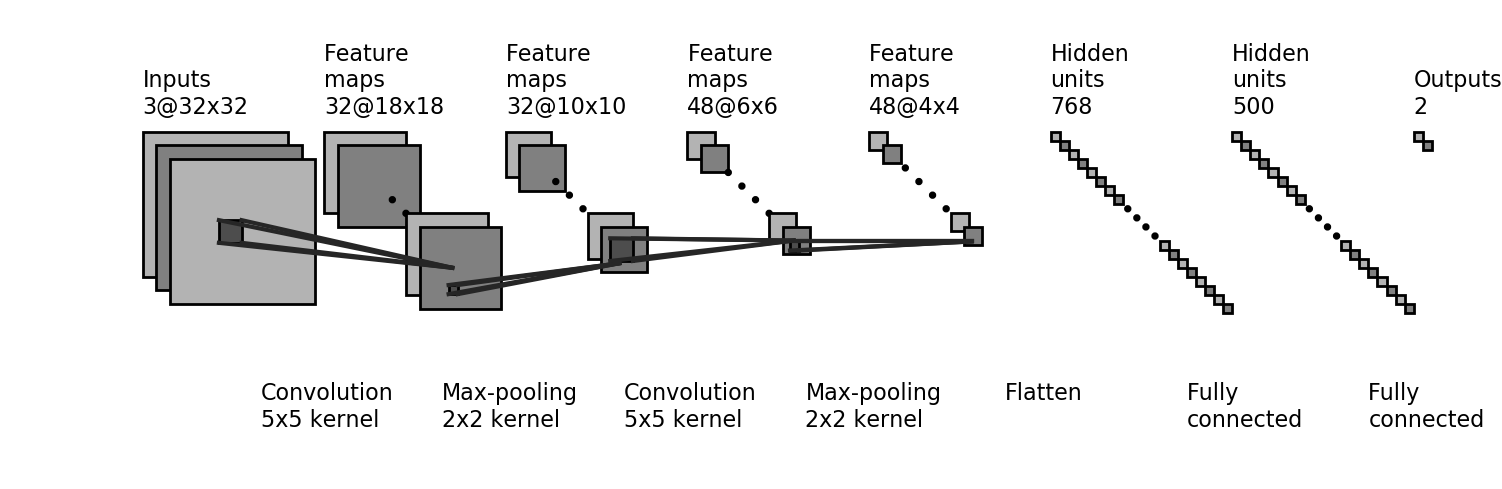 Inputs
3@32x32
Feature
maps
32@18x18
Feature
maps
32@10x10
Feature
maps
48@6x6
Feature
maps
48@4x4
Hidden
units
768
Hidden
units
500
Outputs
2
Convolution
5x5 kernel
Max-pooling
2x2 kernel
Convolution
5x5 kernel
Max-pooling
2x2 kernel
Flatten
Fully
connected
Fully
connected